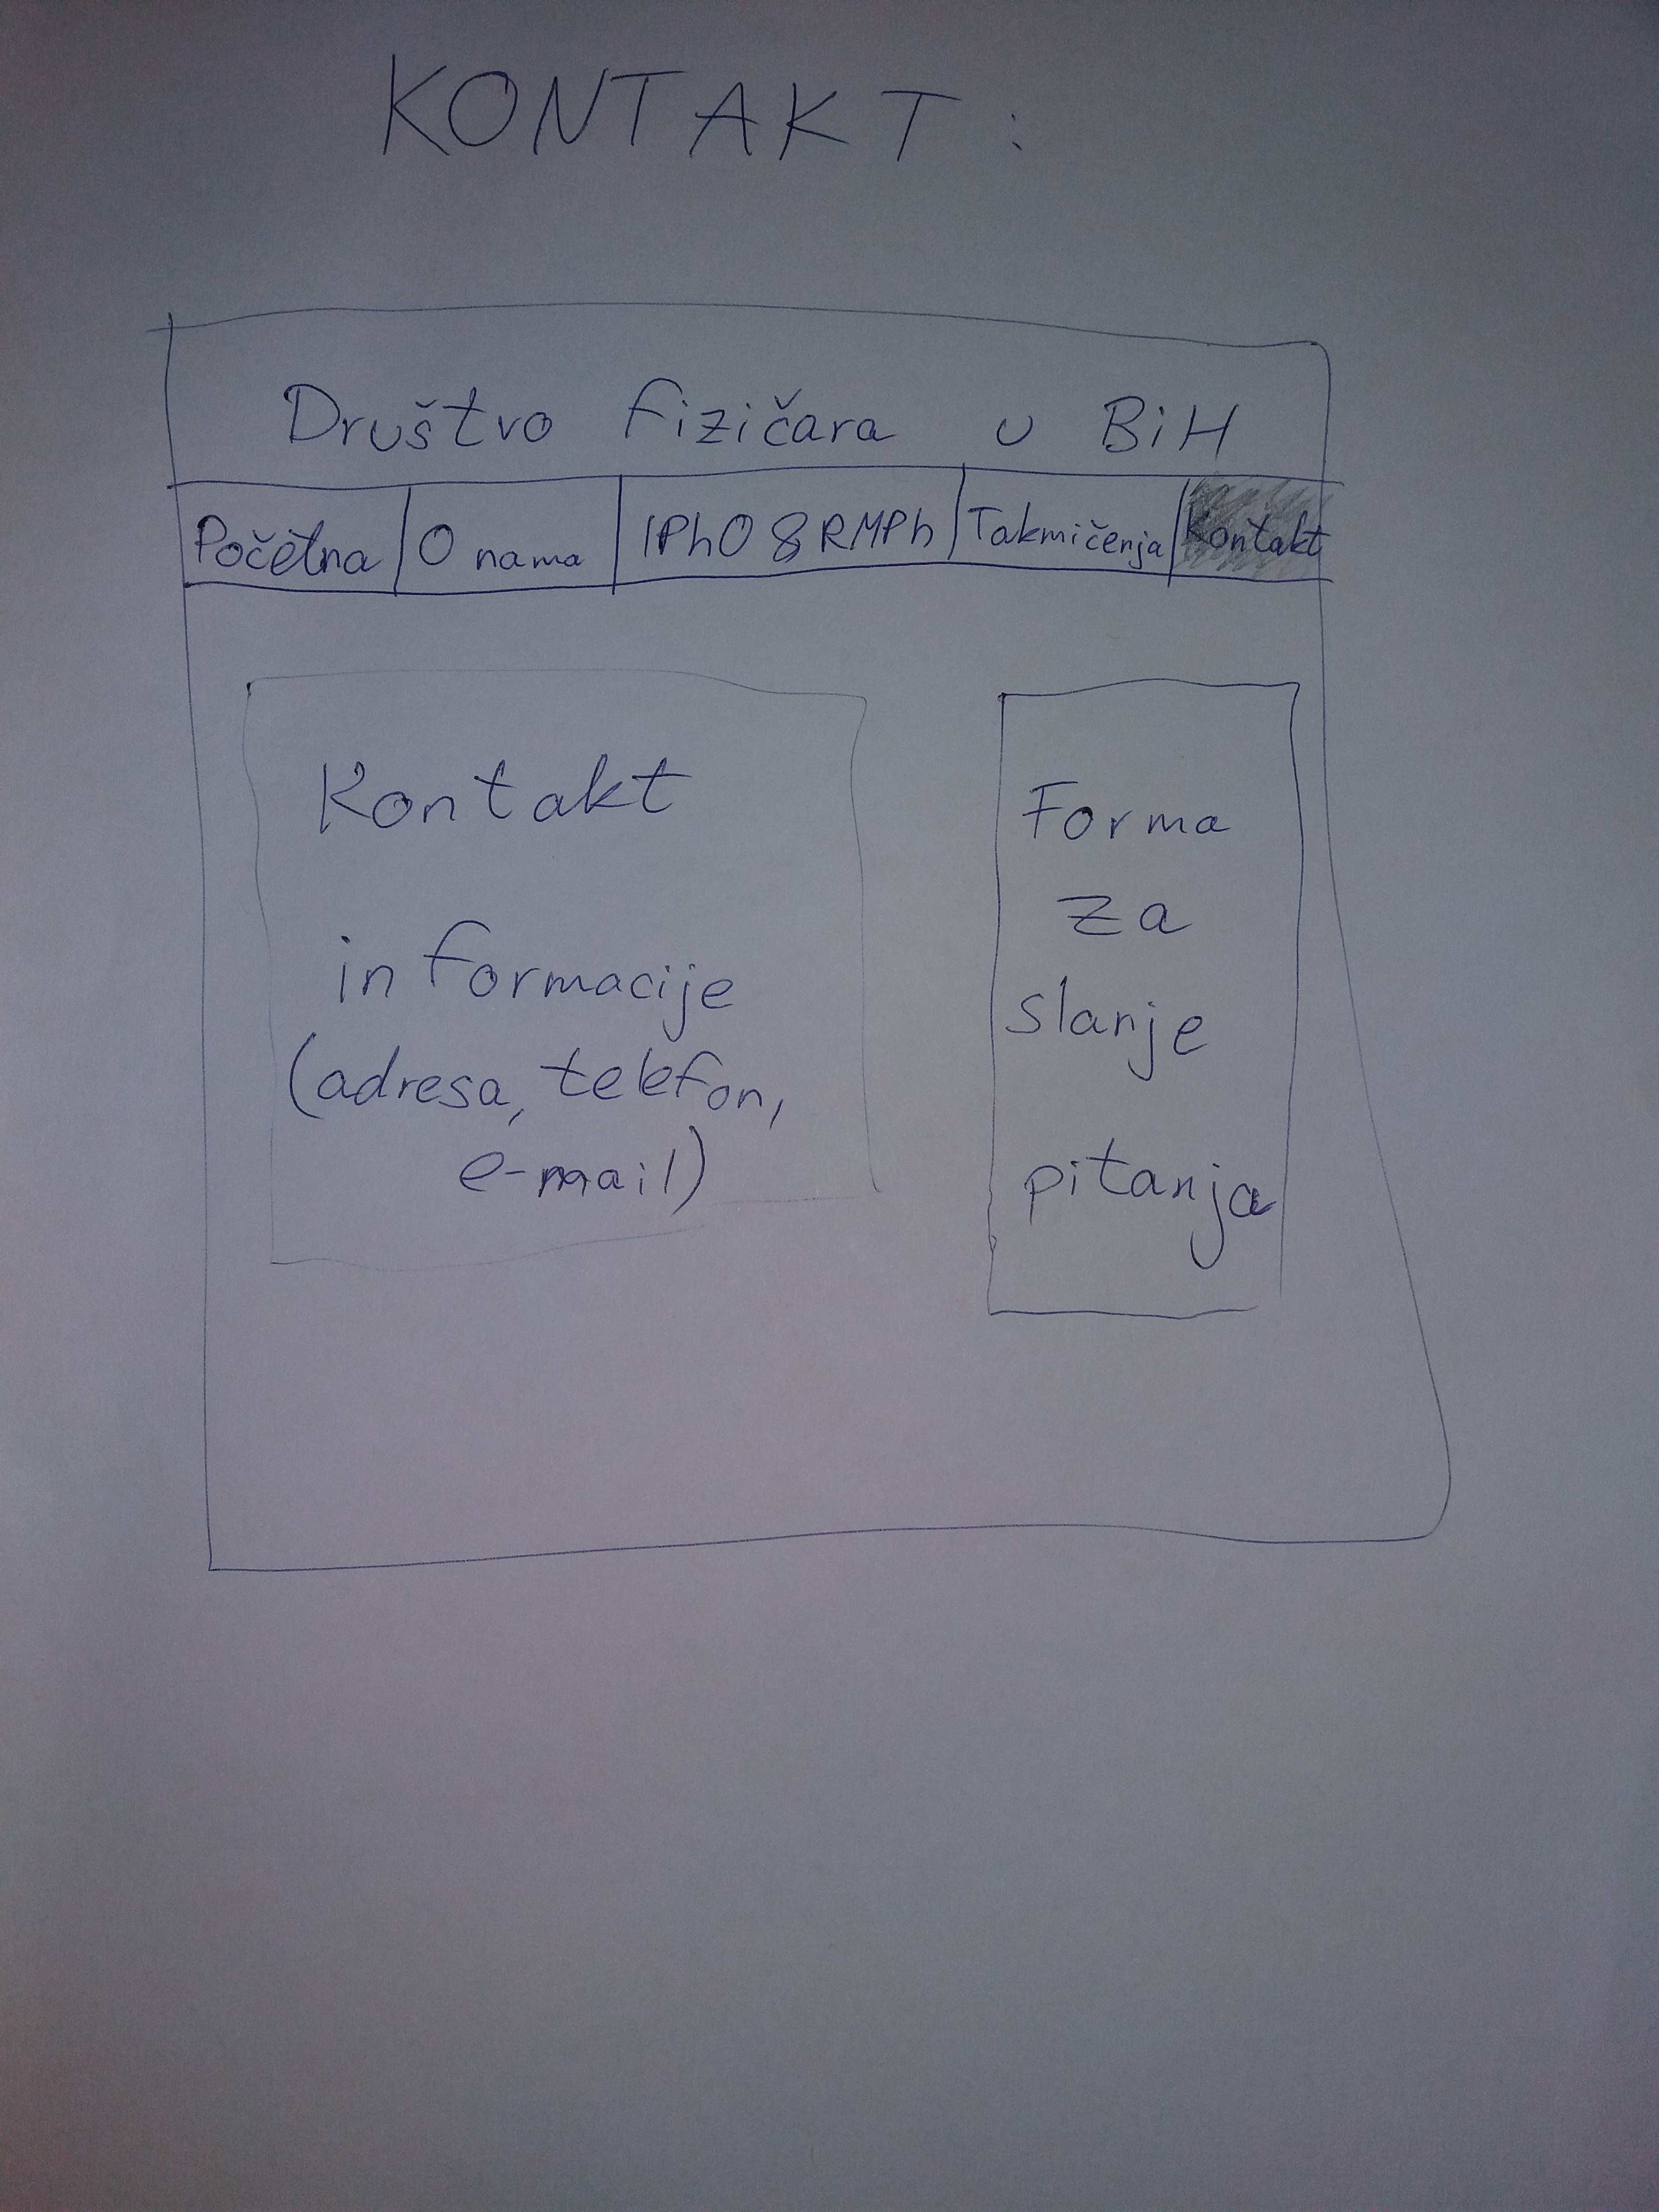 KONTAKT:
Društvo fizičara u BiH
Početna O nama IPhO & RMPh Takmičenja Kontakt
Kontakt
informacije
(adresa, telefon,
e-mail)
Forma
za
slanje
pitanja